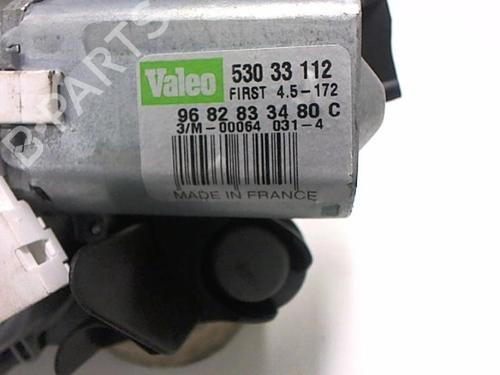 Valeo 530 33 112
FIRST 4.5-172
96 82 83 34 80 C
3/M-00064 031-4
MADE IN FRANCE
B-PARTS